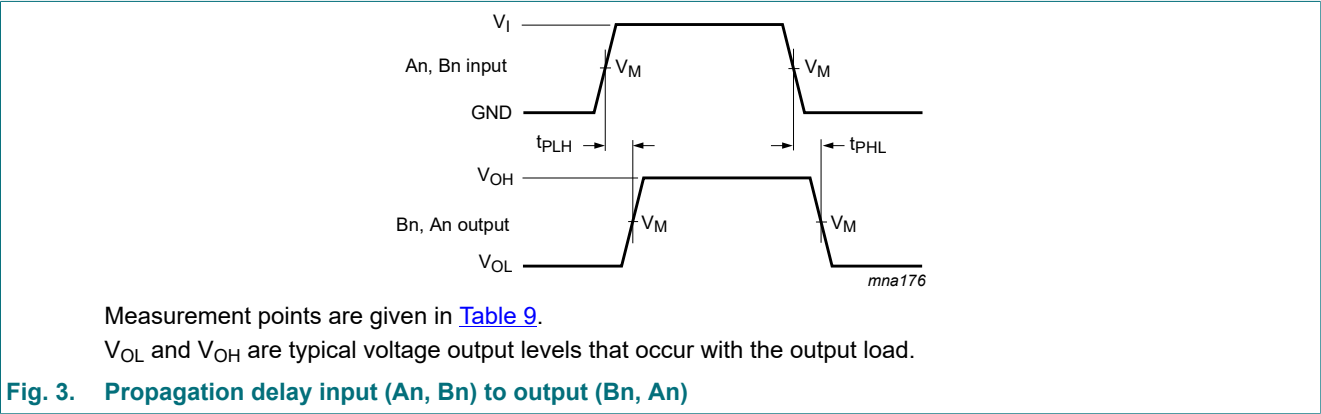 VI
An, Bn input
VM
VM
GND
tPLH
tPHL
VOH
Bn, An output
VM
VM
VOL
mna176
Measurement points are given in Table 9.
VOL and VOH are typical voltage output levels that occur with the output load.
Fig. 3. Propagation delay input (An, Bn) to output (Bn, An)